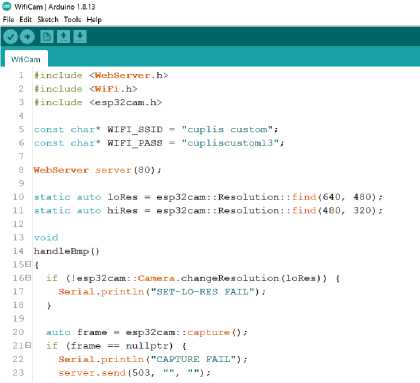 WifiCam | Arduino 1.8.13
File Edit Sketch Tools Help
WifiCam
1 #include <WebServer.h>
2 #include <WiFi.h>
3 #include <esp32cam.h>
4
5 const char* WIFI_SSID = "cuplis custom";
6 const char* WIFI_PASS = "cupliscustom13";
7
8 WebServer server(80);
9
10 static auto loRes = esp32cam::Resolution::find(640, 480);
11 static auto hiRes = esp32cam::Resolution::find(480, 320);
12
13 void
14 handleBmp()
15 {
16 if (!esp32cam::Camera.changeResolution(loRes)) {
17 Serial.println("SET-LO-RES FAIL");
18 }
19
20 auto frame = esp32cam::capture();
21 if (frame == nullptr) {
22 Serial.println("CAPTURE FAIL");
23 server.send(503, "", "");